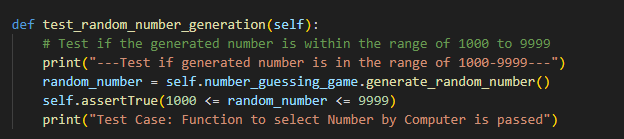 def test_random_number_generation(self):
    # Test if the generated number is within the range of 1000 to 9999
    print("---Test if generated number is in the range of 1000-9999---")
    random_number = self.number_guessing_game.generate_random_number()
    self.assertTrue(1000 <= random_number <= 9999)
    print("Test Case: Function to select Number by Computer is passed")